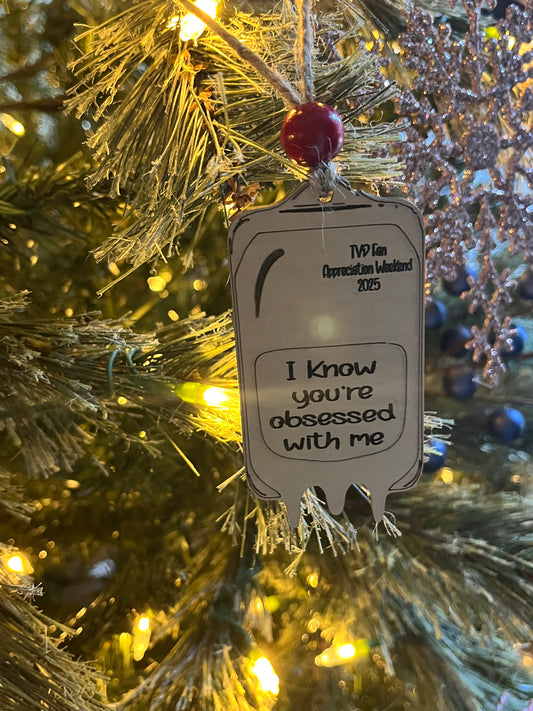 TVD Fan
Appreciation Weekend
2025
I Know
you're
obsessed
with me